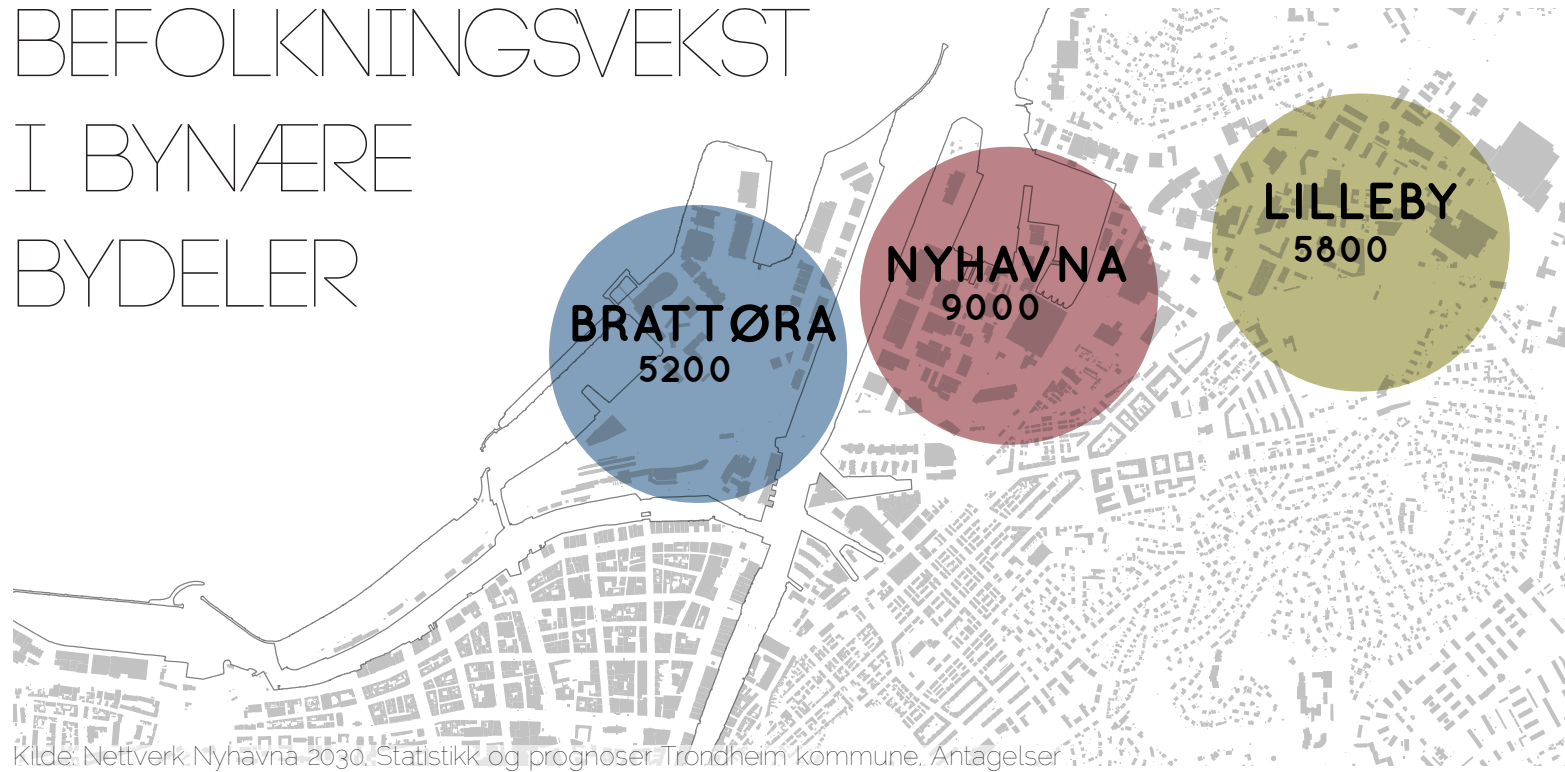 BEFOLKNINGSVEKST
I BYNÆRE
BYDELER
LILLEBY
5800
NYHAVNA
9000
BRATTØRA
5200
Kilde: Nettverk Nyhavna 2030, Statistikk og prognoser Trondheim kommune, Antagelser